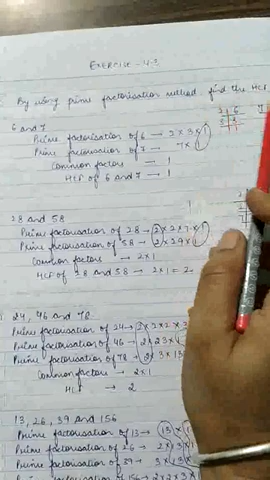 EXERCISE - 4.3
By using prime factorisation method find the HCF
6 and 7
Prime factorisation of 6 → 2 × 3 × 1
Prime factorisation of 7 → 7 × 1
Common factors → 1
HCF of 6 and 7 → 1
28 and 58
Prime factorisation of 28 → 2 × 2 × 7 × 1
Prime factorisation of 58 → 2 × 29 × 1
Common factors → 2×1
HCF of 28 and 58 → 2×1 = 2
24, 46 and 78
Prime factorisation of 24 →
Prime factorisation of 46 → 2 × 23 ×
Prime factorisation of 78 → 2 × 3 × 13
Common factors → 2×1
HCF → 2
13, 26, 39 and 156
Prime factorisation of 13 → 13 ×
Prime factorisation of 26 → 2 ×
Prime factorisation of 39 → 3 ×
Prime factorisation of 156 → 2×2×3